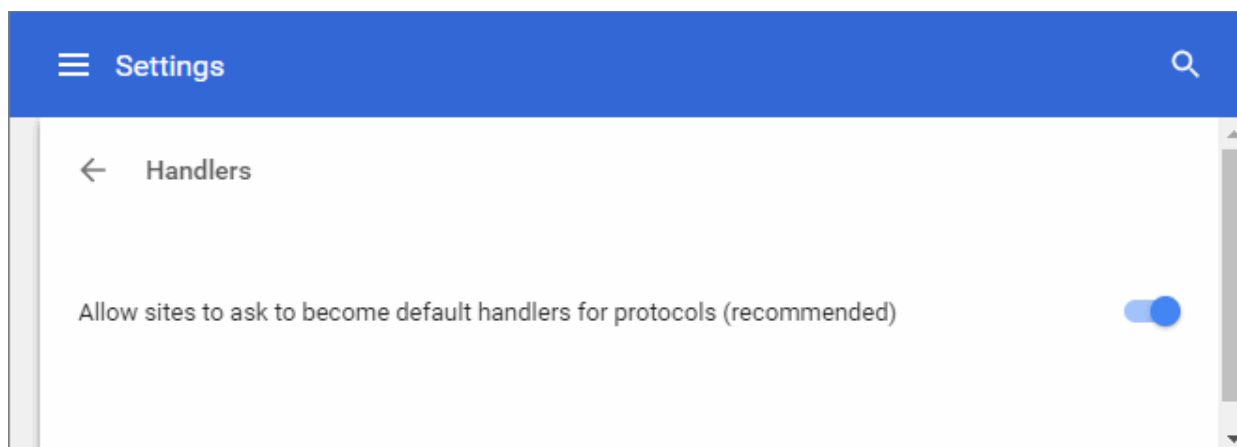 Settings
Handlers
Allow sites to ask to become default handlers for protocols (recommended)